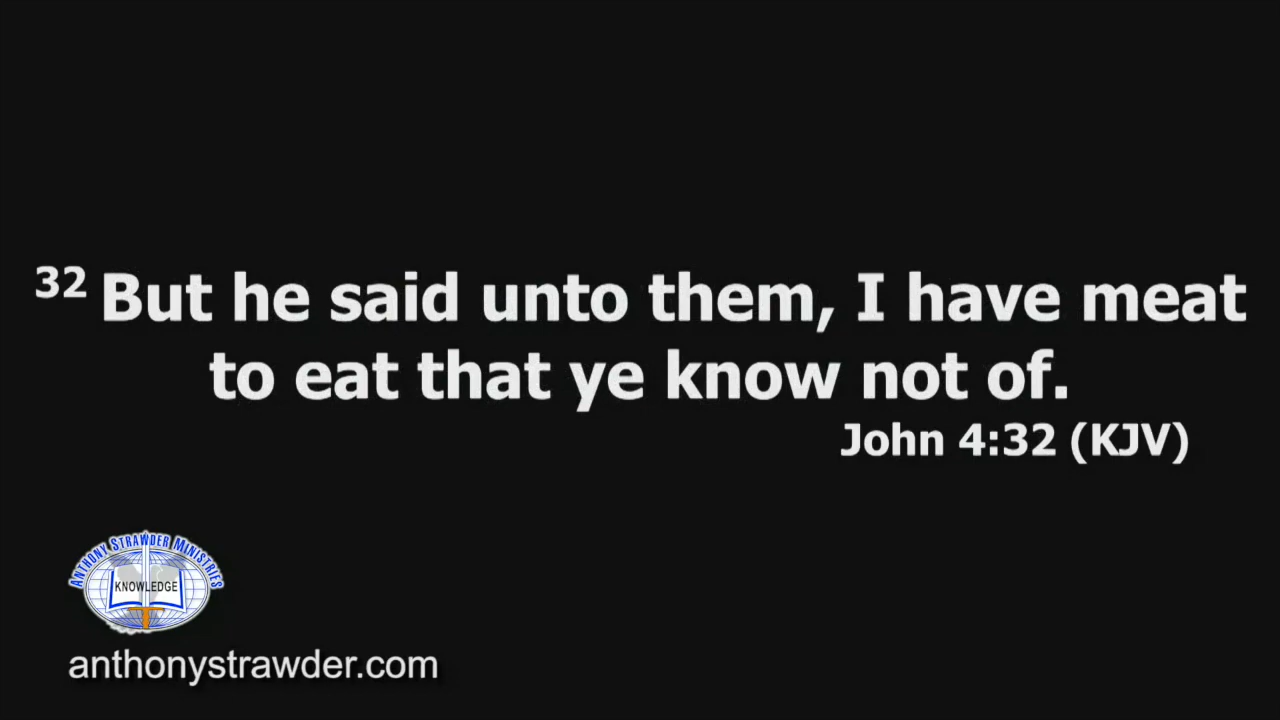 32 But he said unto them, I have meat
to eat that ye know not of.
John 4:32 (KJV)
ANTHONY STRAWDER MINISTRIES
KNOWLEDGE
anthonystrawder.com